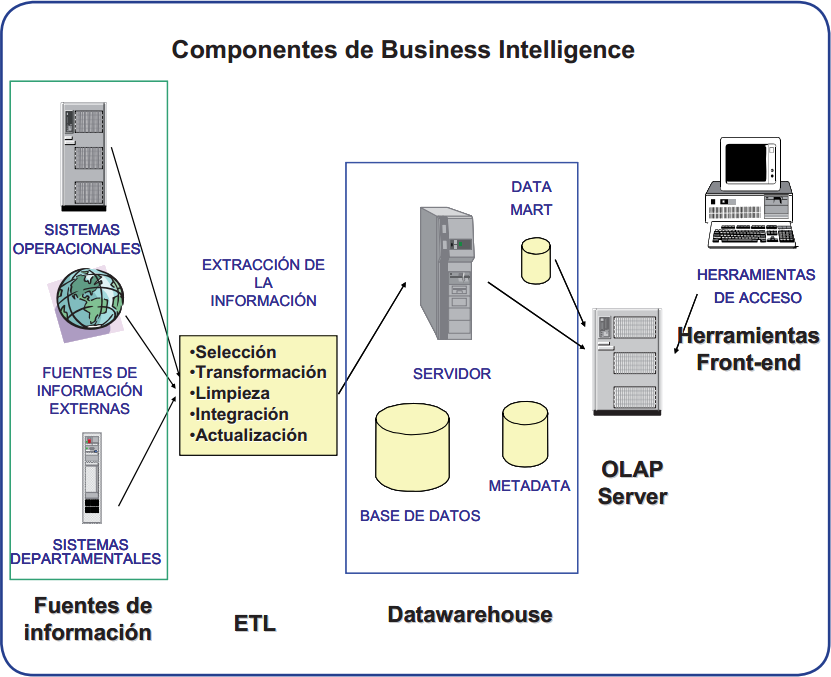 Componentes de Business Intelligence
SISTEMAS
OPERACIONALES
FUENTES DE
INFORMACIÓN
EXTERNAS
SISTEMAS
DEPARTAMENTALES
Fuentes de
información
EXTRACCIÓN DE
LA
INFORMACIÓN
•Selección
•Transformación
•Limpieza
•Integración
•Actualización
ETL
DATA
MART
SERVIDOR
BASE DE DATOS
METADATA
Datawarehouse
OLAP
Server
HERRAMIENTAS
DE ACCESO
Herramientas
Front-end